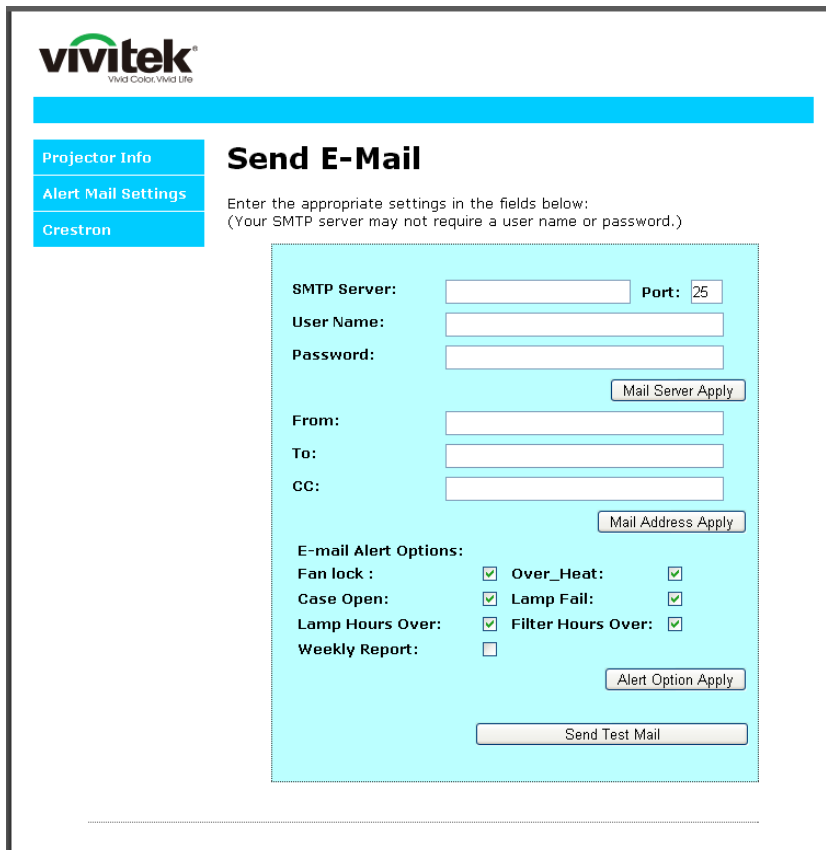 vivitek®
Vivid Color, Vivid Life
Projector Info
Alert Mail Settings
Crestron
Send E-Mail
Enter the appropriate settings in the fields below:
(Your SMTP server may not require a user name or password.)
SMTP Server: Port: 25
User Name:
Password:
Mail Server Apply
From:
To:
CC:
Mail Address Apply
E-mail Alert Options:
Fan lock : Over_Heat:
Case Open: Lamp Fail:
Lamp Hours Over: Filter Hours Over:
Weekly Report:
Alert Option Apply
Send Test Mail